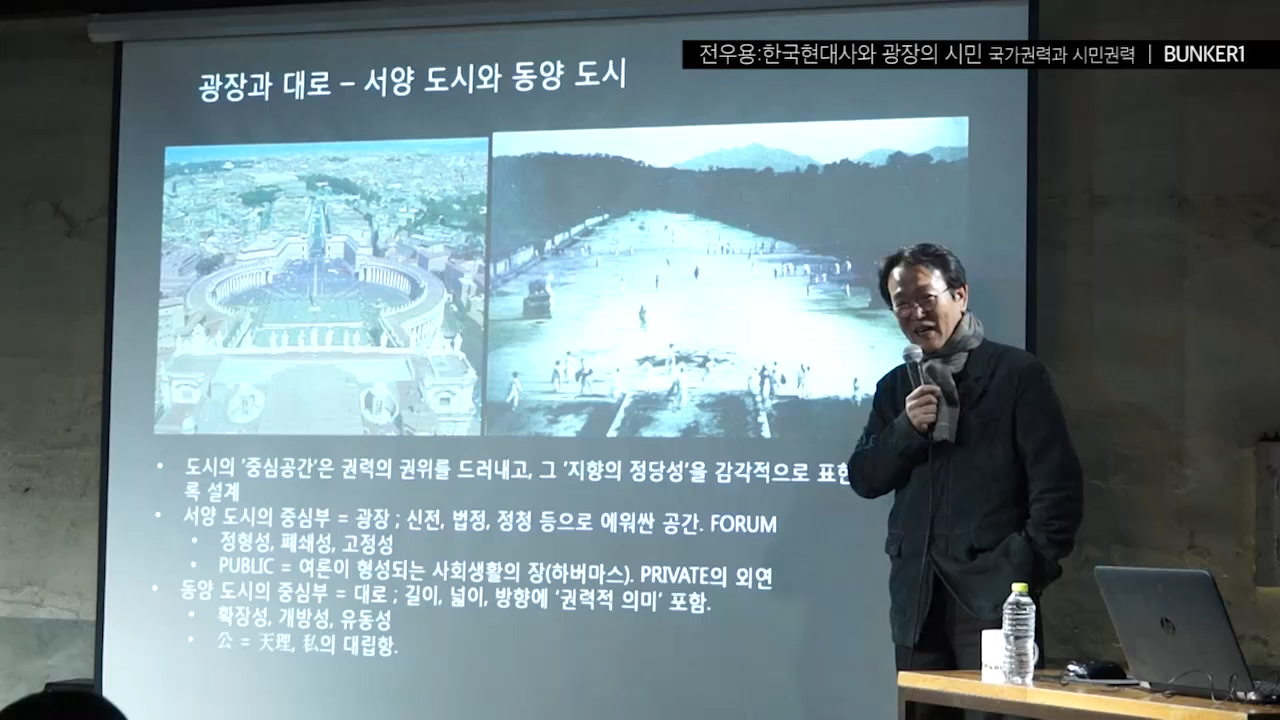 전우용:한국현대사와 광장의 시민 국가권력과 시민권력 | BUNKER1
광장과 대로 – 서양 도시와 동양 도시
• 도시의 '중심공간'은 권력의 권위를 드러내고, 그 '지향의 정당성'을 감각적으로 표현
록 설계
• 서양 도시의 중심부 = 광장 ; 신전, 법정, 정청 등으로 에워싼 공간. FORUM
• 정형성, 폐쇄성, 고정성
• PUBLIC = 여론이 형성되는 사회생활의 장(하버마스). PRIVATE의 외연
• 동양 도시의 중심부 = 대로 ; 길이, 넓이, 방향에 '권력적 의미' 포함.
• 확장성, 개방성, 유동성
• 公 = 天理, 私의 대립항.
hp